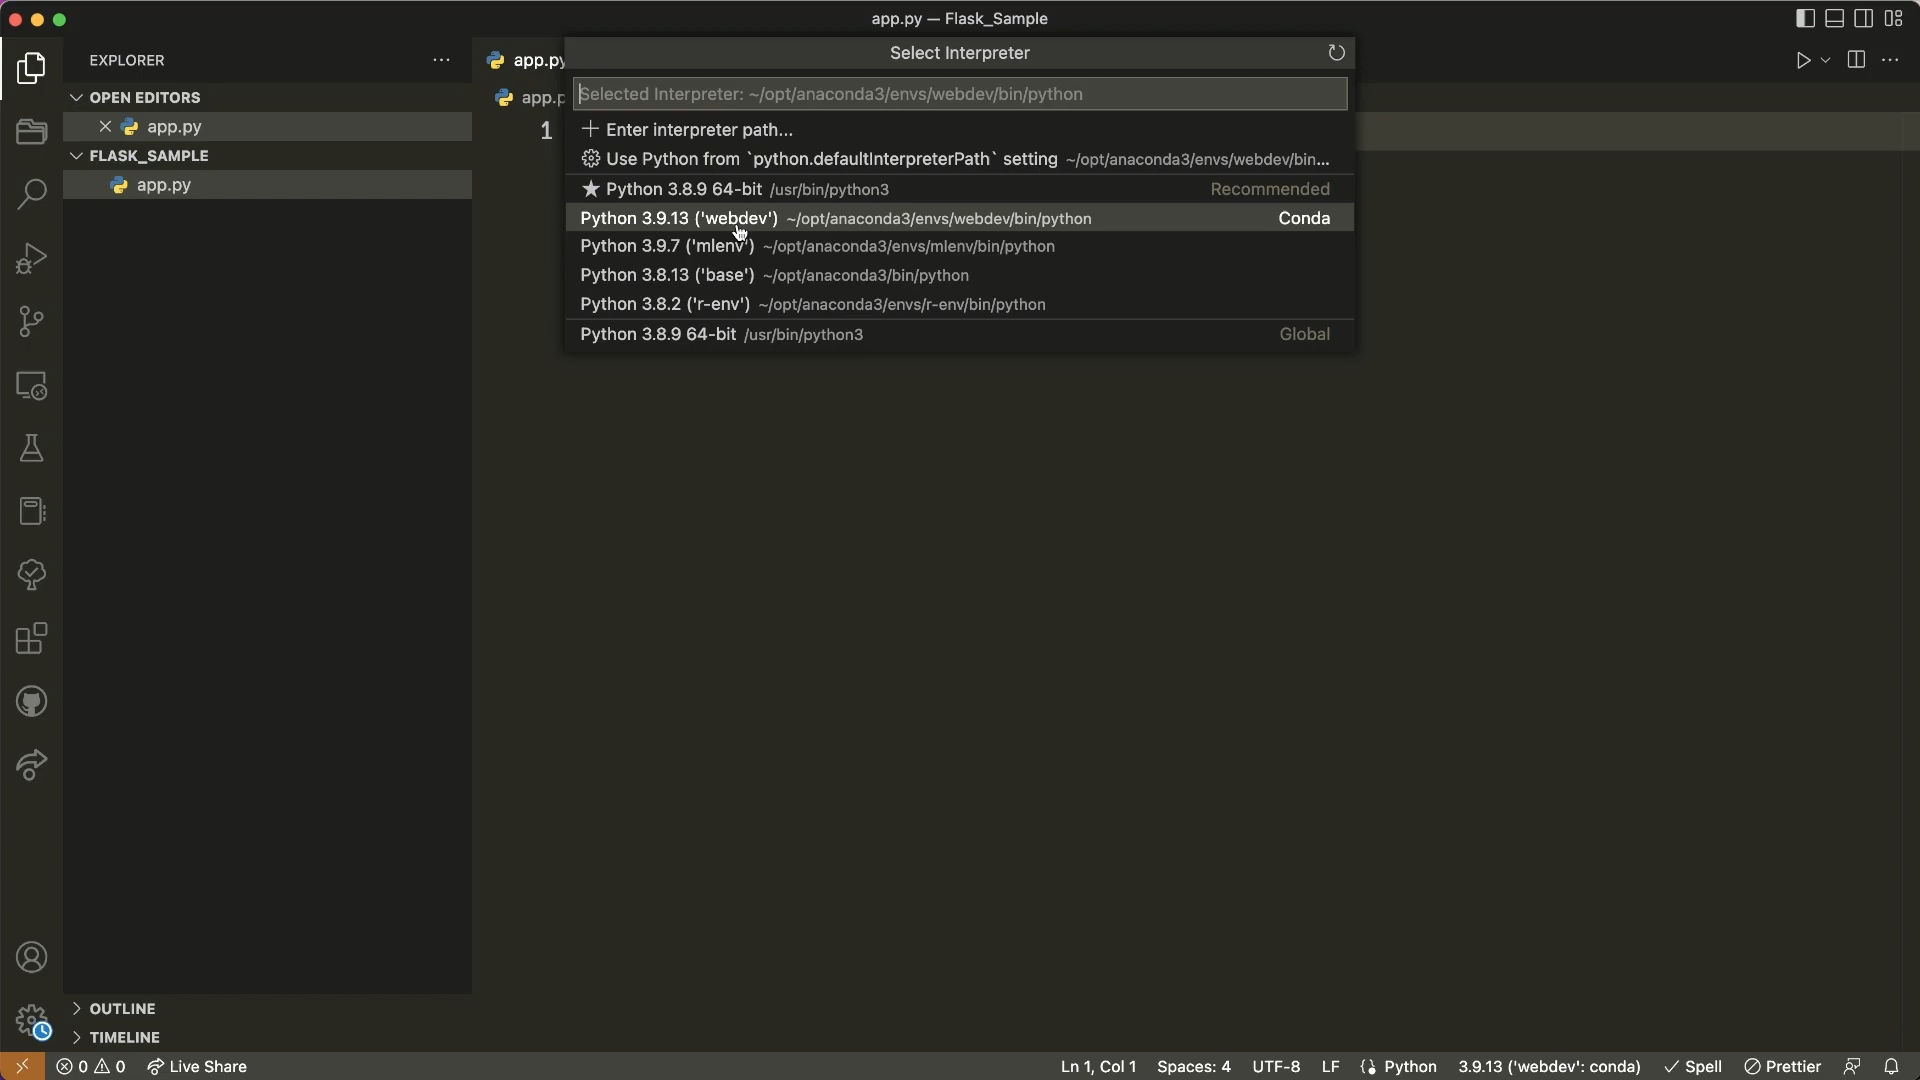 app.py — Flask_Sample
EXPLORER
OPEN EDITORS
app.py
FLASK_SAMPLE
app.py
app.py
app.p
1
Select Interpreter
Selected Interpreter: ~/opt/anaconda3/envs/webdev/bin/python
Enter interpreter path...
Use Python from `python.defaultInterpreterPath` setting ~/opt/anaconda3/envs/webdev/bin...
Python 3.8.9 64-bit /usr/bin/python3 Recommended
Python 3.9.13 ('webdev') ~/opt/anaconda3/envs/webdev/bin/python Conda
Python 3.9.7 ('mlenv') ~/opt/anaconda3/envs/mlenv/bin/python
Python 3.8.13 ('base') ~/opt/anaconda3/bin/python
Python 3.8.2 ('r-env') ~/opt/anaconda3/envs/r-env/bin/python
Python 3.8.9 64-bit /usr/bin/python3 Global
OUTLINE
TIMELINE
0 0 Live Share Ln 1, Col 1 Spaces: 4 UTF-8 LF Python 3.9.13 ('webdev': conda) Spell Prettier